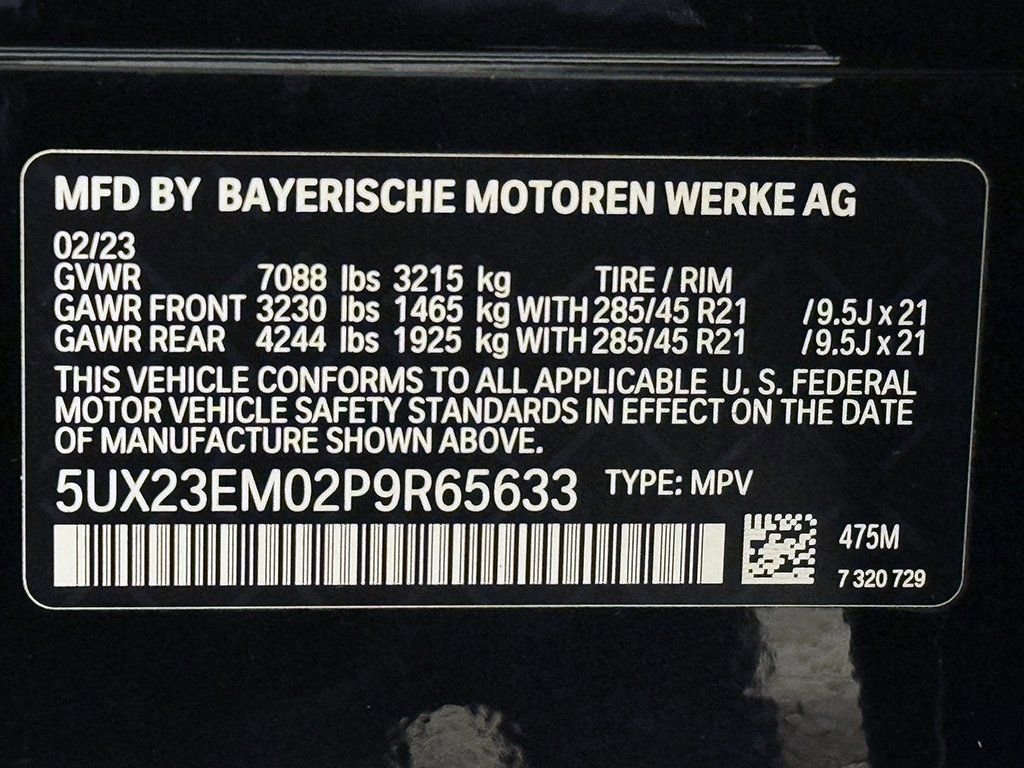 MFD BY BAYERISCHE MOTOREN WERKE AG
02/23
GVWR 7088 lbs 3215 kg TIRE / RIM
GAWR FRONT 3230 lbs 1465 kg WITH 285/45 R21 /9.5J x 21
GAWR REAR 4244 lbs 1925 kg WITH 285/45 R21 /9.5J x 21
THIS VEHICLE CONFORMS TO ALL APPLICABLE U. S. FEDERAL
MOTOR VEHICLE SAFETY STANDARDS IN EFFECT ON THE DATE
OF MANUFACTURE SHOWN ABOVE.
5UX23EM02P9R65633 TYPE: MPV
475M
7 320 729